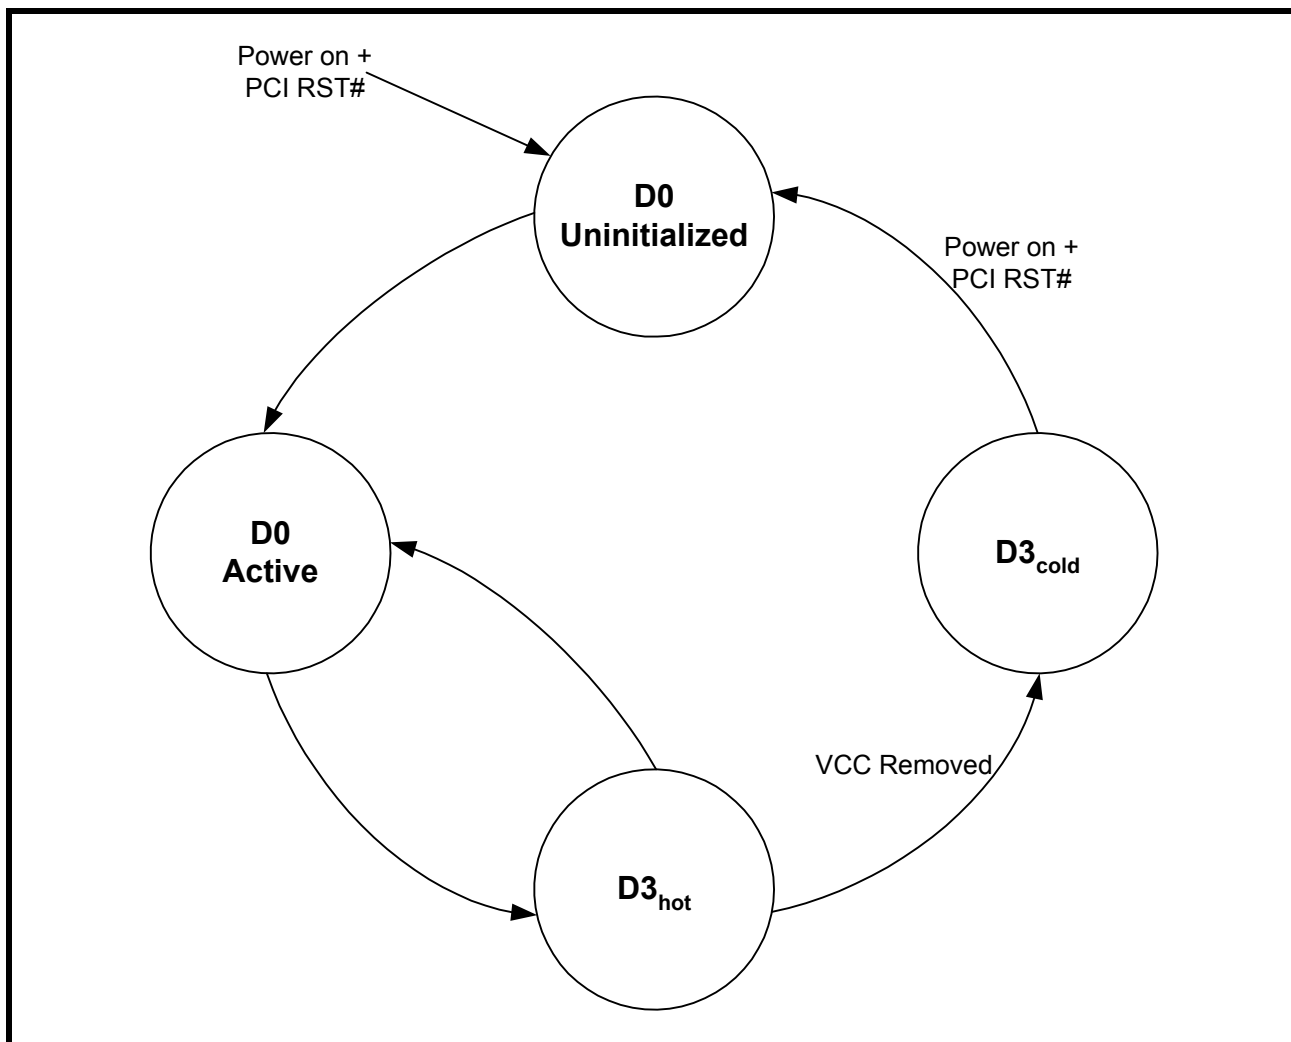 Power on +
PCI RST#
D0
Uninitialized
Power on +
PCI RST#
D0
Active
D3cold
VCC Removed
D3hot